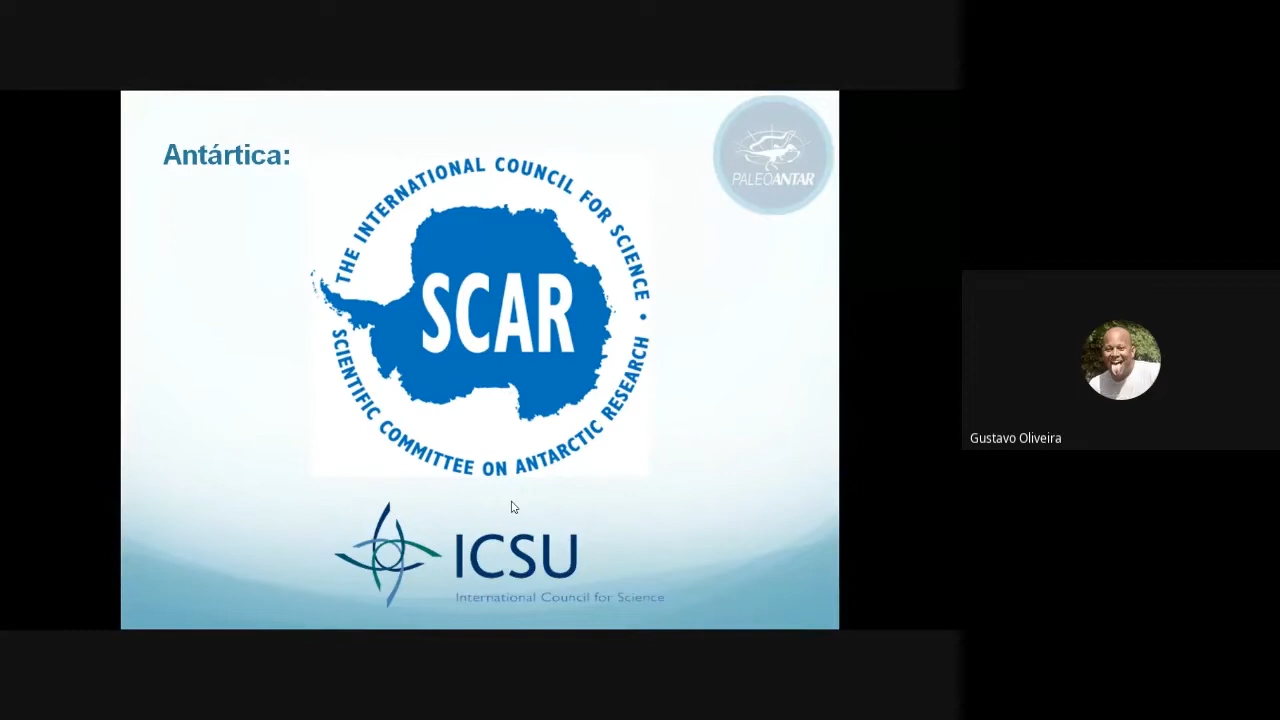 Antártica:
PALEOANTAR
THE INTERNATIONAL COUNCIL FOR SCIENCE •
SCAR
SCIENTIFIC COMMITTEE ON ANTARCTIC RESEARCH
ICSU
International Council for Science
Gustavo Oliveira